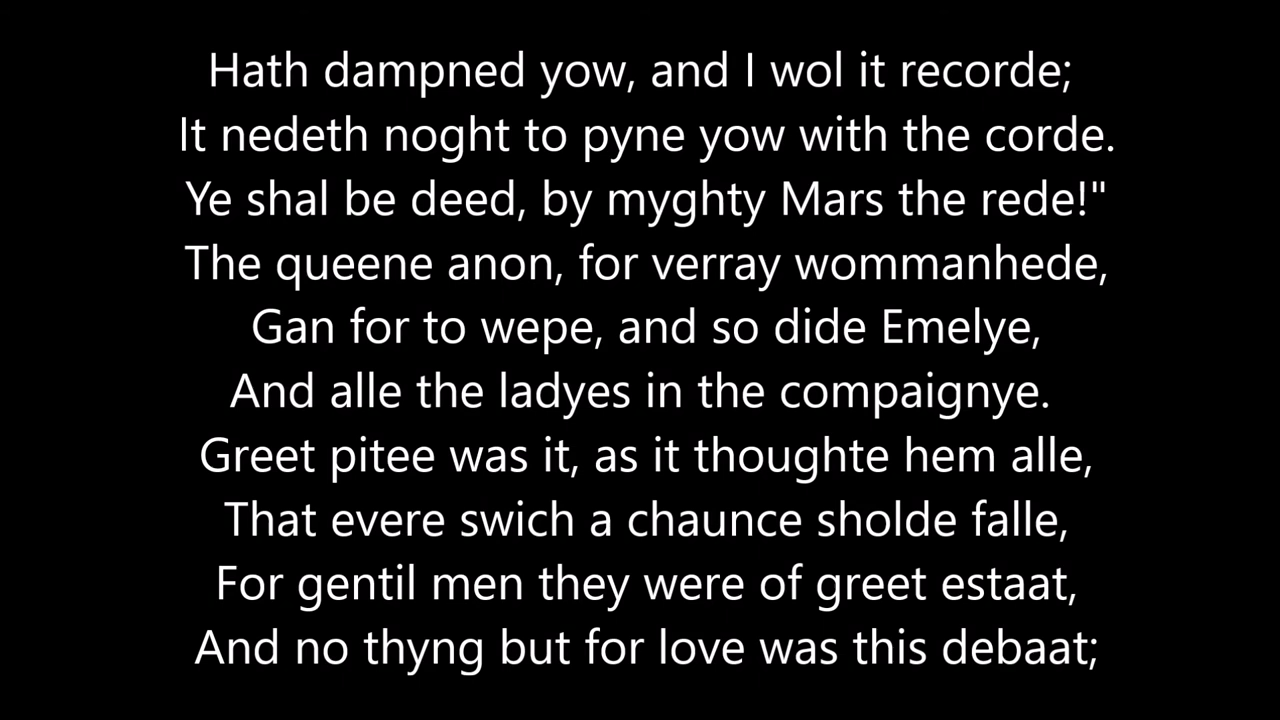 Hath dampned yow, and I wol it recorde;
It nedeth noght to pyne yow with the corde.
Ye shal be deed, by myghty Mars the rede!"
The queene anon, for verray wommanhede,
Gan for to wepe, and so dide Emelye,
And alle the ladyes in the compaignye.
Greet pitee was it, as it thoughte hem alle,
That evere swich a chaunce sholde falle,
For gentil men they were of greet estaat,
And no thyng but for love was this debaat;